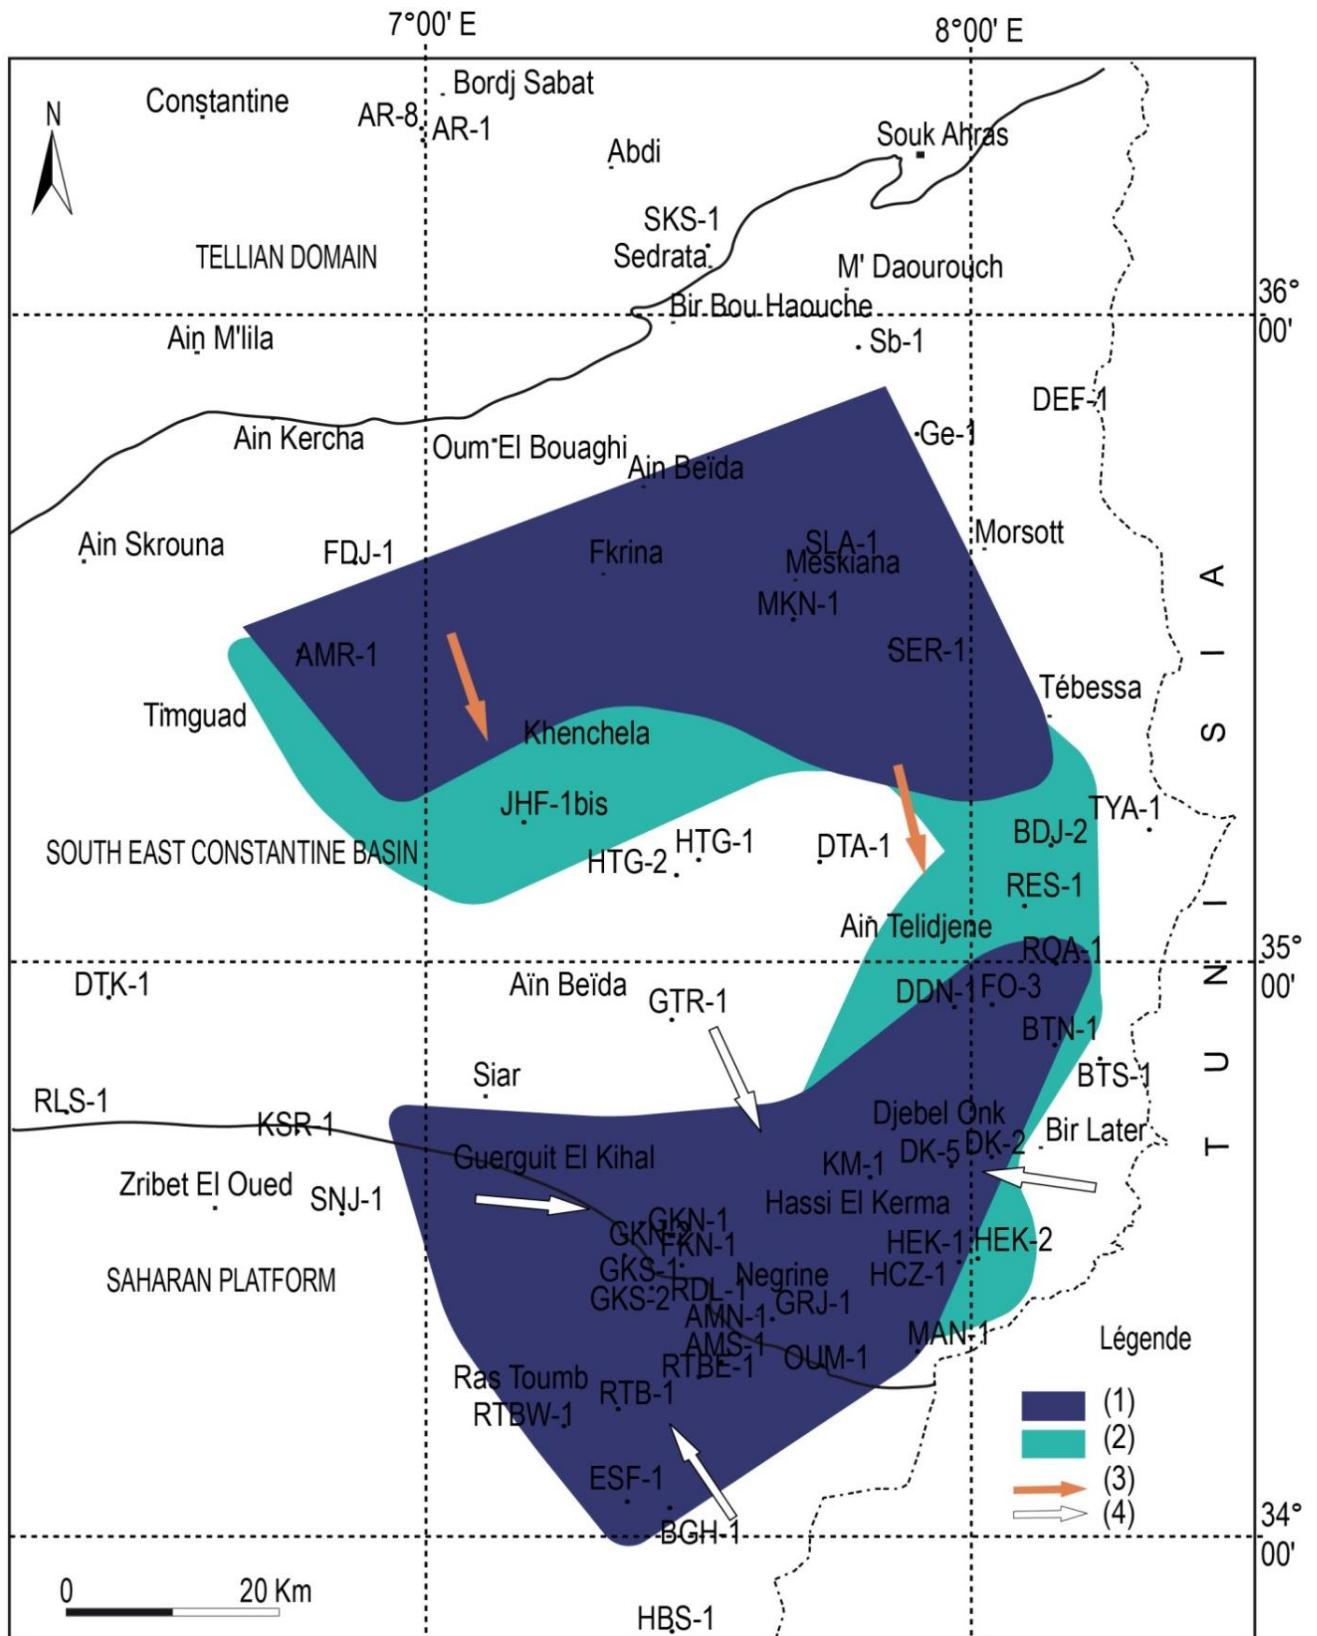 7°00' E
8°00' E
Bordj Sabat
Constantine
AR-8
AR-1
N
Abdi
Souk Ahras
SKS-1
TELLIAN DOMAIN
Sedrata
M' Daourouch
36°
00'
Bir Bou Haouche
Ain M'lila
Sb-1
DEF-1
Ain Kercha
Oum El Bouaghi
Ge-1
Ain Beïda
Ain Skrouna
FDJ-1
Fkrina
SLA-1
Meskiana
Morsott
MKN-1
AMR-1
SER-1
Tébessa
Timguad
Khenchela
JHF-1bis
TYA-1
BDJ-2
SOUTH EAST CONSTANTINE BASIN
HTG-1
HTG-2
DTA-1
RES-1
Ain Telidjene
RQA-1
35°
00'
DTK-1
Aïn Beïda
GTR-1
DDN-1
FO-3
BTN-1
BTS-1
Siar
RLS-1
KSR-1
Djebel Onk
DK-5
DK-2
Bir Later
Guerguit El Kihal
KM-1
Zribet El Oued
SNJ-1
Hassi El Kerma
GKN-1
GKN-2
FKN-1
HEK-1
HEK-2
SAHARAN PLATFORM
GKS-1
GKS-2
RDL-1
Negrine
HCZ-1
GRJ-1
AMN-1
AMS-1
RTBE-1
OUM-1
MAN-1
Ras Toumb
RTBW-1
RTB-1
ESF-1
BGH-1
HBS-1
T U N I S I A
Légende
(1)
(2)
(3)
(4)
34°
00'
0
20 Km